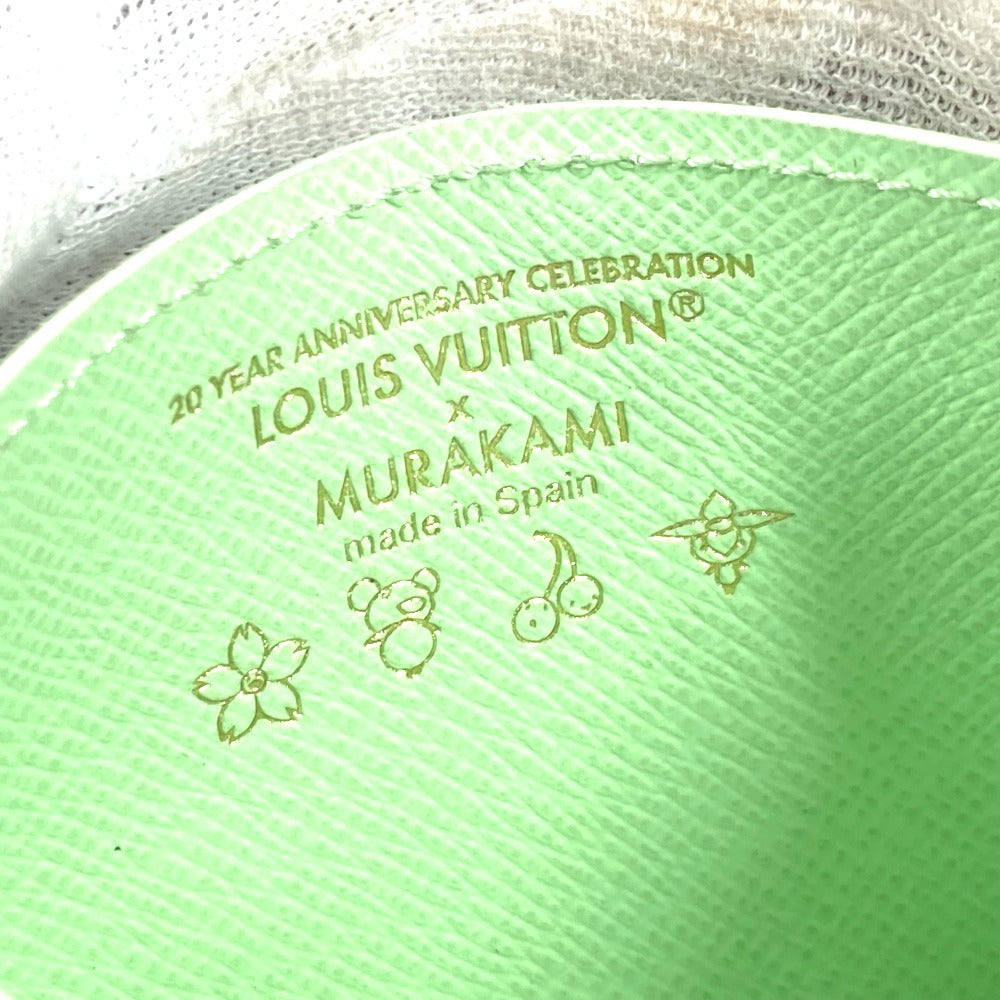 20 YEAR ANNIVERSARY CELEBRATION
LOUIS VUITTON®
x
MURAKAMI
made in Spain